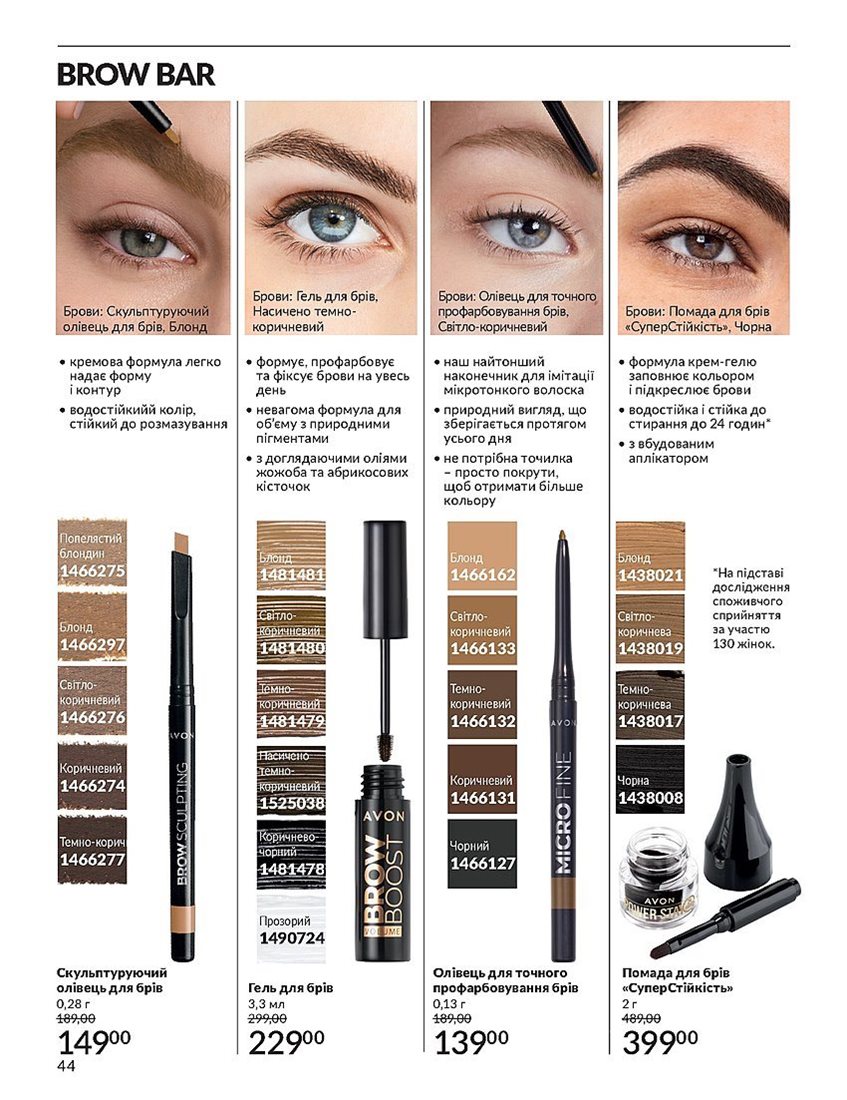 BROW BAR
Брови: Скульптуруючий
олівець для брів, Блонд
• кремова формула легко
надає форму
і контур
• водостійкийй колір,
стійкий до розмазування
Попелястий
блондин
1466275
Блонд
1466297
Світло-
коричневий
1466276
Коричневий
1466274
Темно-коричн
1466277
AVON
BROW SCULPTING
Скульптуруючий
олівець для брів
0,28 г
189,00
14900
Брови: Гель для брів,
Насичено темно-
коричневий
• формує, профарбовує
та фіксує брови на увесь
день
• невагома формула для
об’єму з природними
пігментами
• з доглядаючими оліями
жожоба та абрикосових
кісточок
Блонд
1481481
Світло-
коричневий
1481480
Темно-
коричневий
1481479
Насичено
темно-
коричневий
1525038
Коричнево-
чорний
1481478
Прозорий
1490724
AVON
BROW
BOOST
VOLUME
Гель для брів
3,3 мл
299,00
22900
Брови: Олівець для точного
профарбовування брів,
Світло-коричневий
• наш найтонший
наконечник для імітації
мікротонкого волоска
• природний вигляд, що
зберігається протягом
усього дня
• не потрібна точилка
– просто покрути,
щоб отримати більше
кольору
Блонд
1466162
Світло-
коричневий
1466133
Темно-
коричневий
1466132
Коричневий
1466131
Чорний
1466127
AVON
MICRO FINE
Олівець для точного
профарбовування брів
0,13 г
189,00
13900
Брови: Помада для брів
«СуперСтійкість», Чорна
• формула крем-гелю
заповнює кольором
і підкреслює брови
• водостійка і стійка до
стирання до 24 годин*
• з вбудованим
аплікатором
Блонд
1438021
Світло-
коричнева
1438019
Темно-
коричнева
1438017
Чорна
1438008
*На підставі
дослідження
споживчого
сприйняття
за участю
130 жінок.
AVON
POWER STAY
Помада для брів
«СуперСтійкість»
2 г
489,00
39900
44